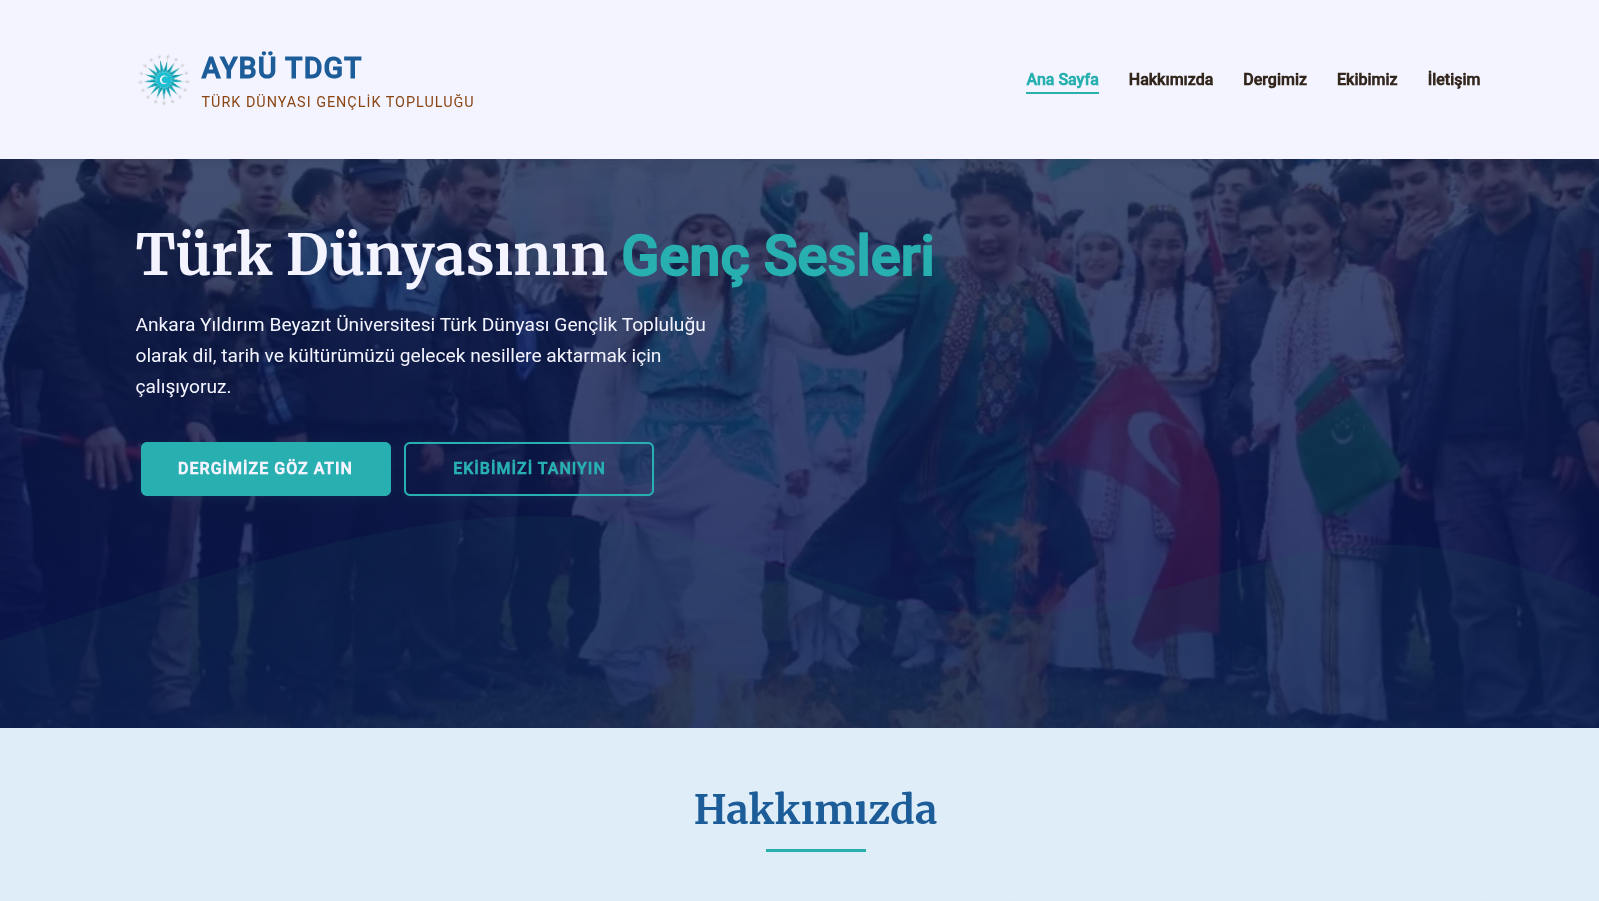 AYBÜ TDGT
TÜRK DÜNYASI GENÇLİK TOPLULUĞU
Ana Sayfa Hakkımızda Dergimiz Ekibimiz İletişim
Türk Dünyasının Genç Sesleri
Ankara Yıldırım Beyazıt Üniversitesi Türk Dünyası Gençlik Topluluğu
olarak dil, tarih ve kültürümüzü gelecek nesillere aktarmak için
çalışıyoruz.
DERGİMİZE GÖZ ATIN EKİBİMİZİ TANIYIN
Hakkımızda